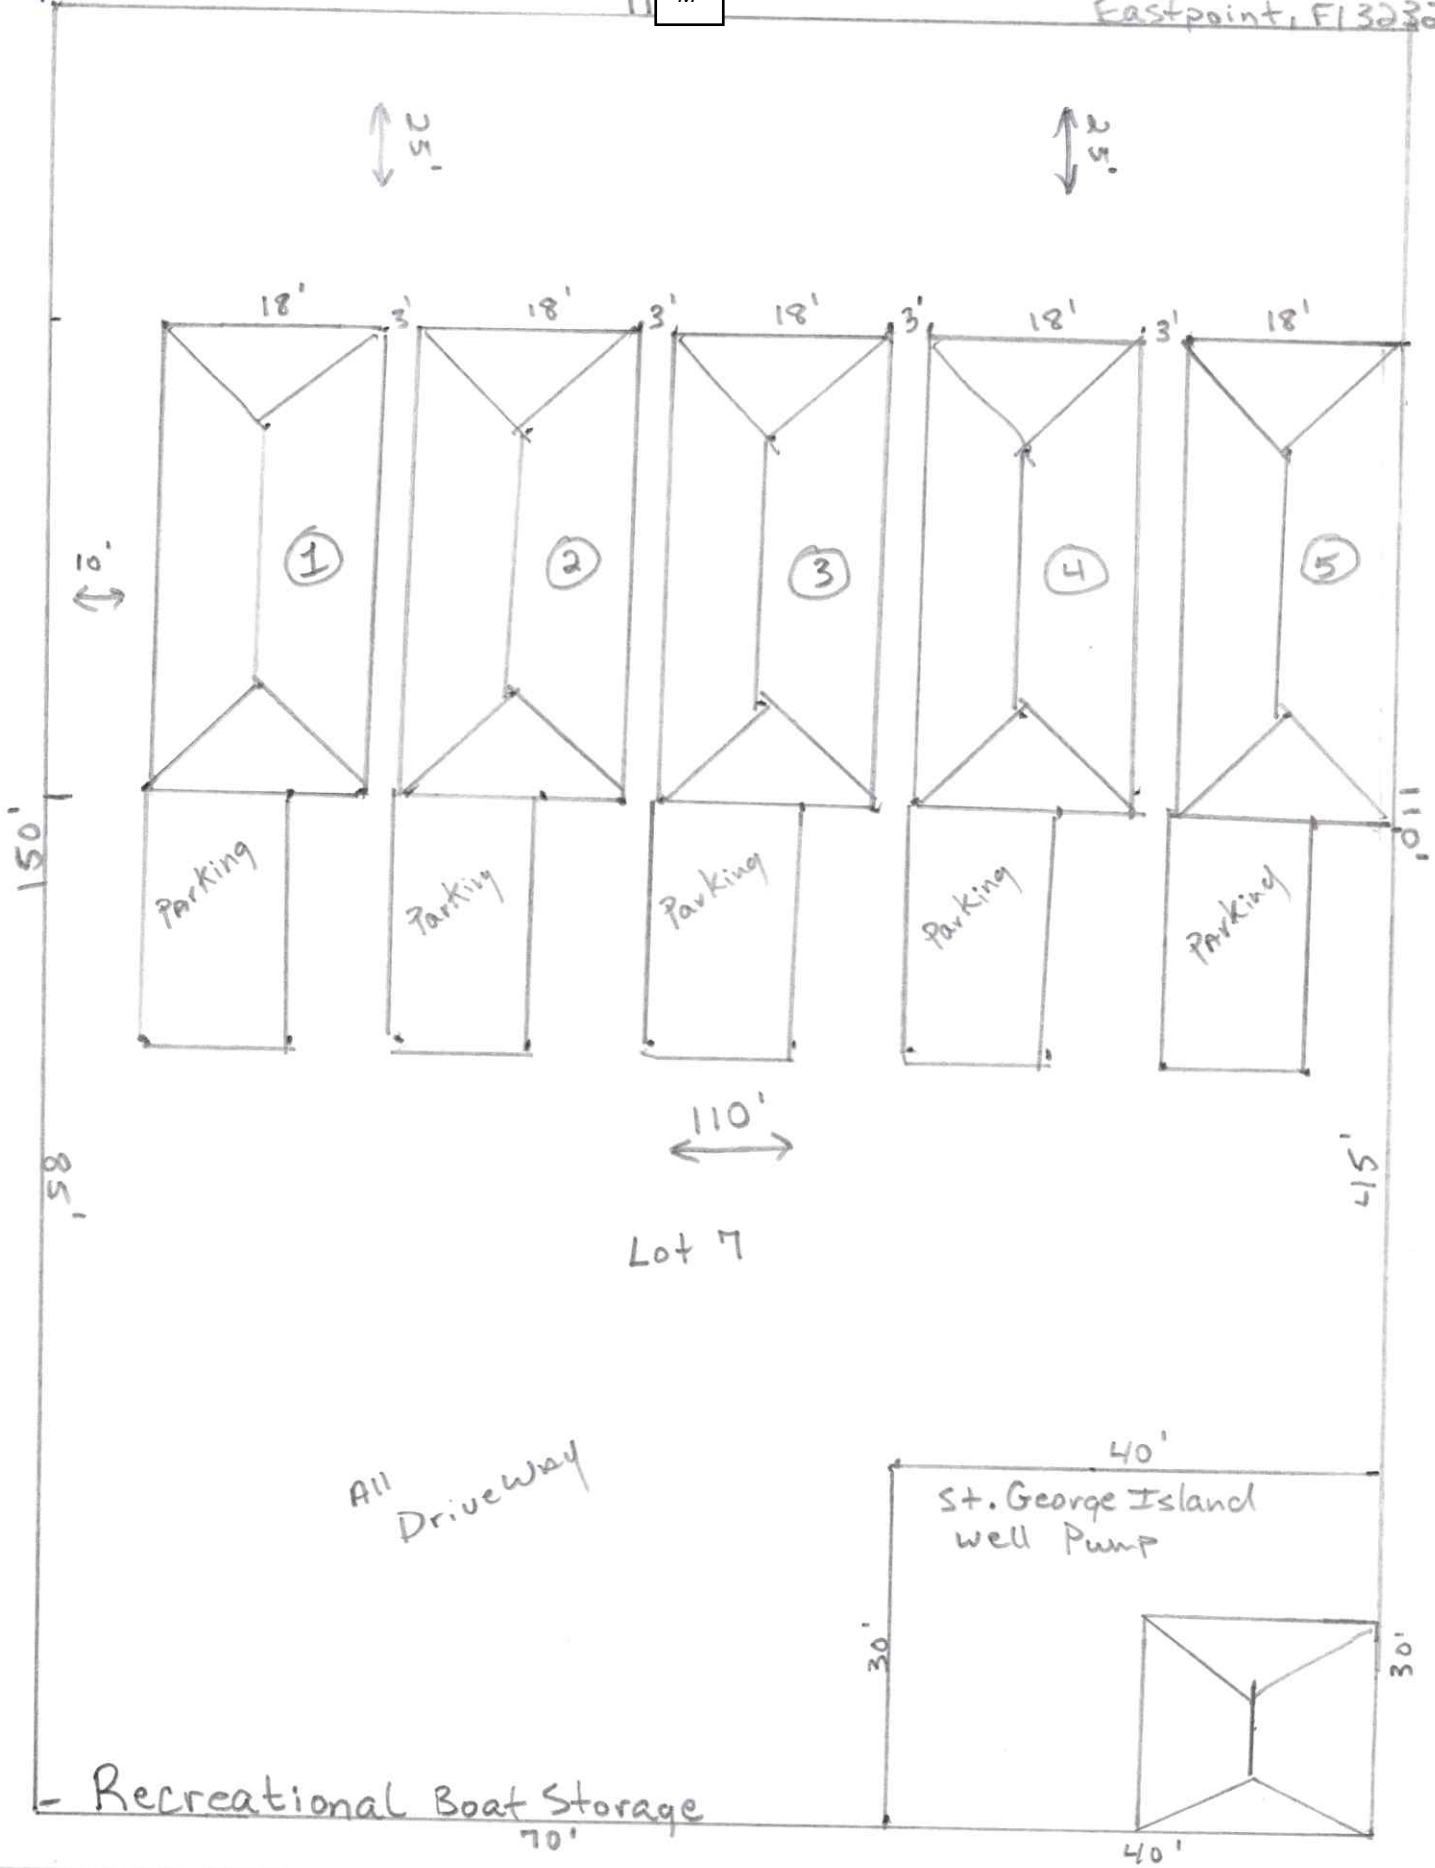 M
Eastpoint, Fl 3232
25'
25'
18'
3'
18'
3'
18'
3'
18'
3'
18'
10'
1
2
3
4
5
150'
110'
Parking
Parking
Parking
Parking
Parking
110'
85'
45'
Lot 7
All
DriveWay
40'
St. George Island
Well Pump
30'
30'
- Recreational Boat Storage
70'
40'